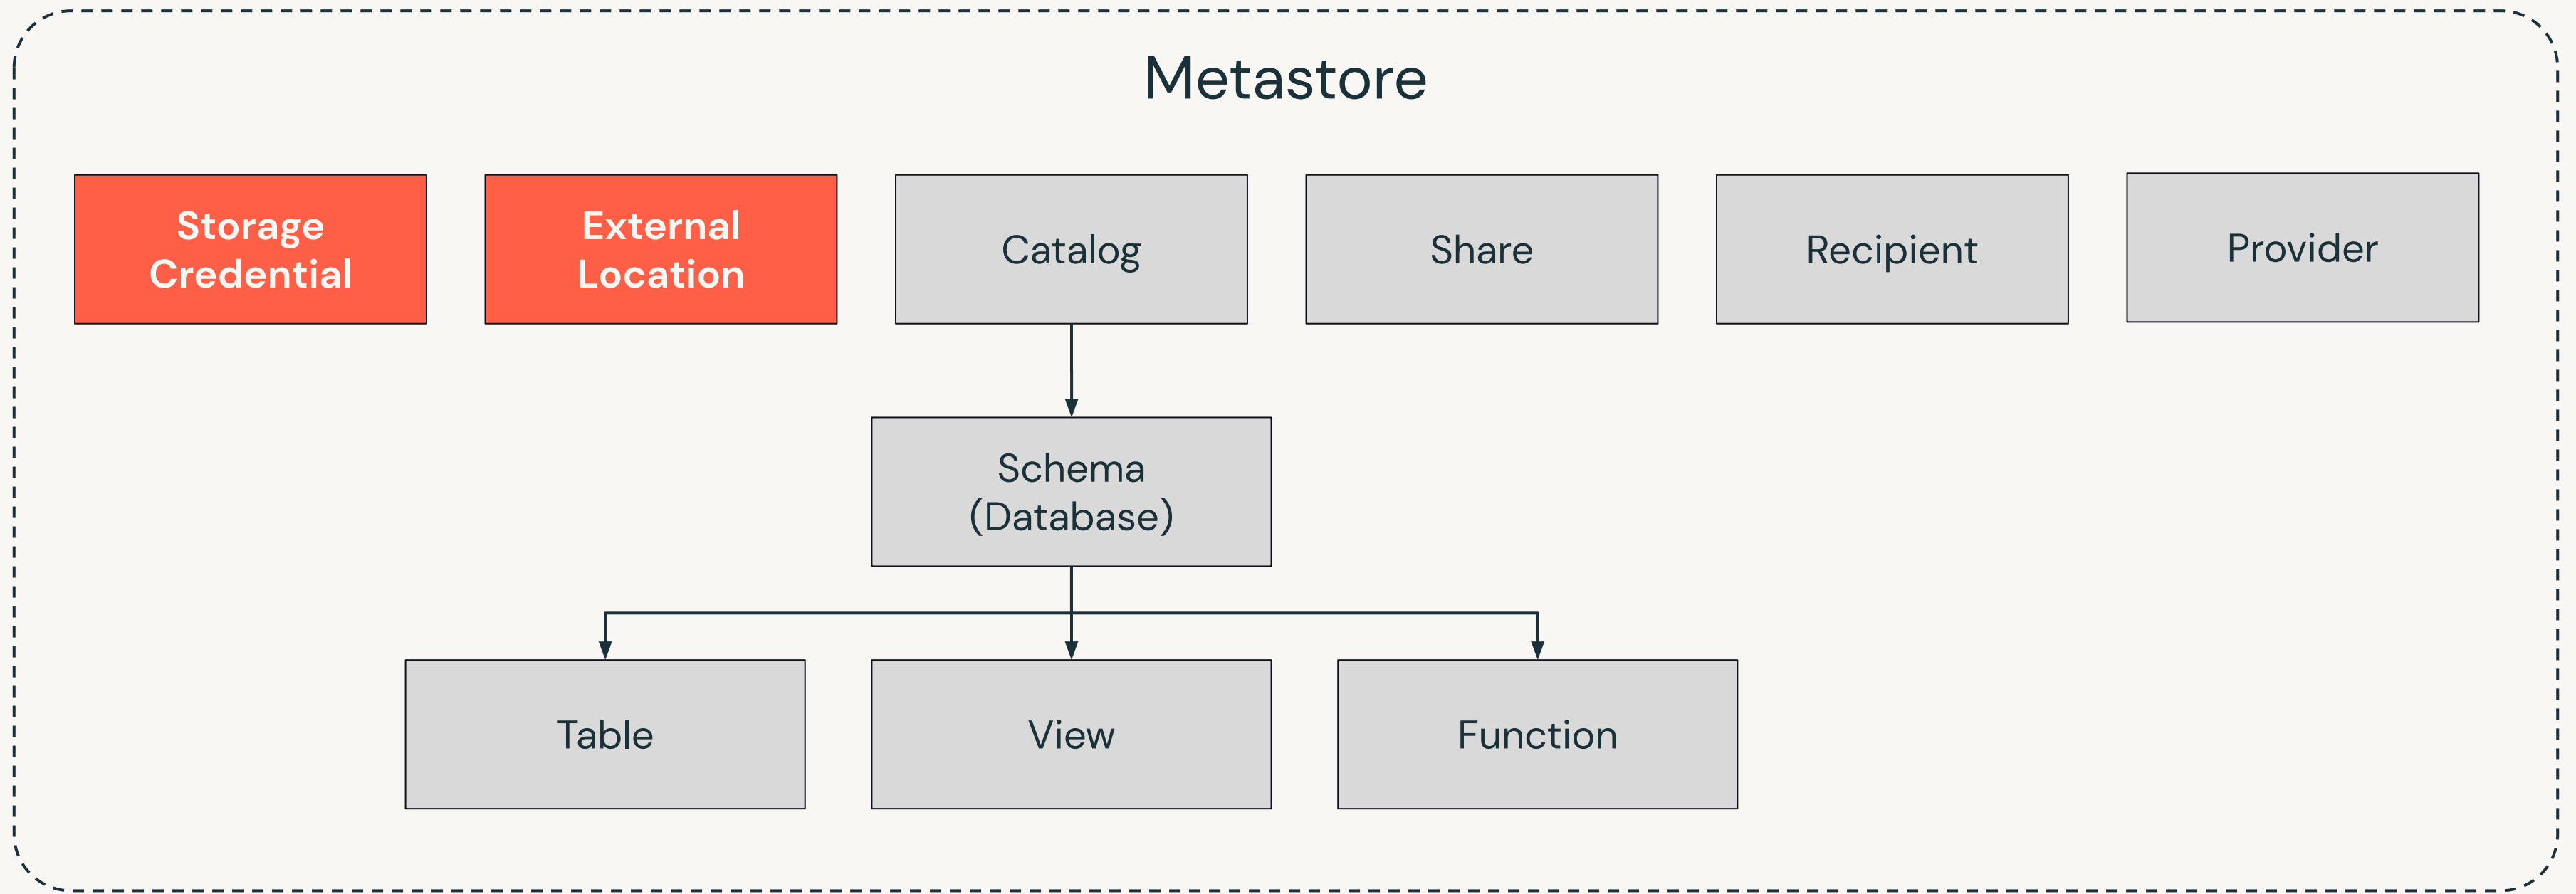 Metastore
Storage
Credential
External
Location
Catalog
Share
Recipient
Provider
Schema
(Database)
Table
View
Function